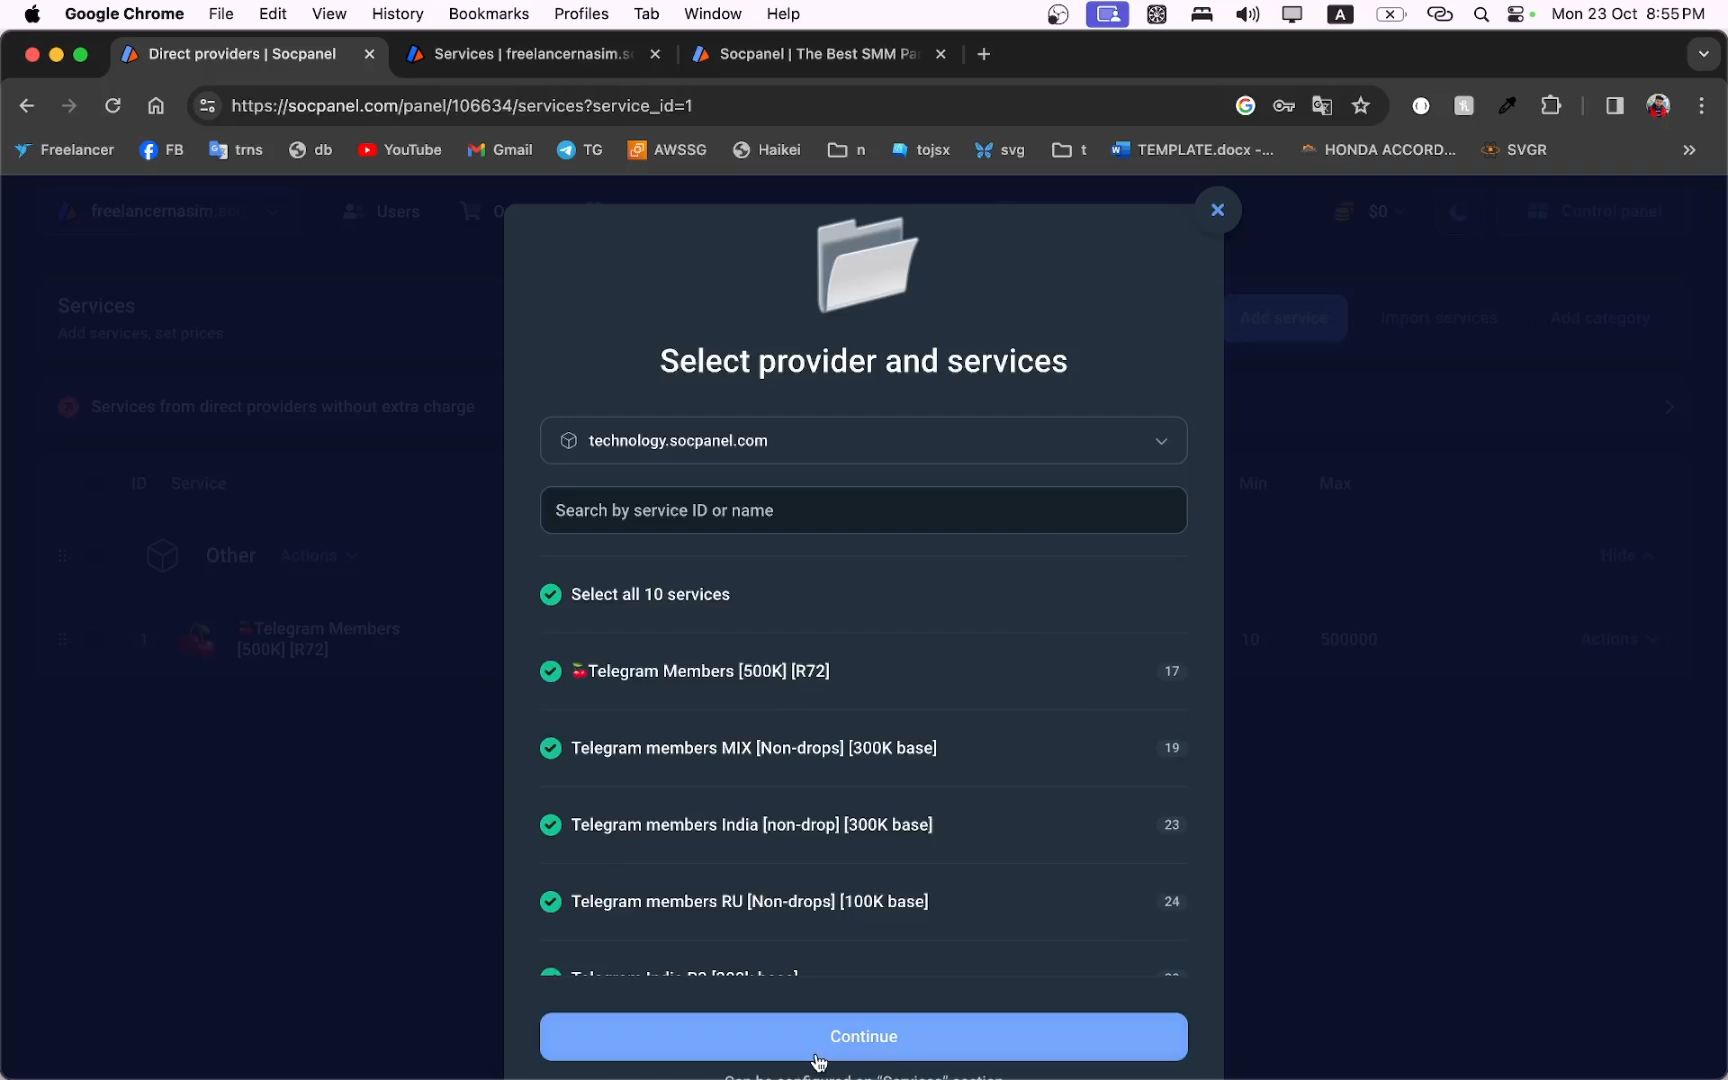 Google Chrome File Edit View History Bookmarks Profiles Tab Window Help A Mon 23 Oct 8:55 PM
Direct providers | Socpanel Services | freelancernasim.s Socpanel | The Best SMM Pa
https://socpanel.com/panel/106634/services?service_id=1
Freelancer FB trns db YouTube Gmail TG AWSSG Haikei n tojsx svg t TEMPLATE.docx -... HONDA ACCORD... SVGR
freelancernasim.so Users O $0 Control panel
Services
Add services, set prices
Add service Import services Add category
Services from direct providers without extra charge
ID Service Min Max
Other Actions Hide
1 Telegram Members
[500K] [R72]
10 500000 Actions
Select provider and services
technology.socpanel.com
Search by service ID or name
Select all 10 services
🍒Telegram Members [500K] [R72] 17
Telegram members MIX [Non-drops] [300K base] 19
Telegram members India [non-drop] [300K base] 23
Telegram members RU [Non-drops] [100K base] 24
Continue